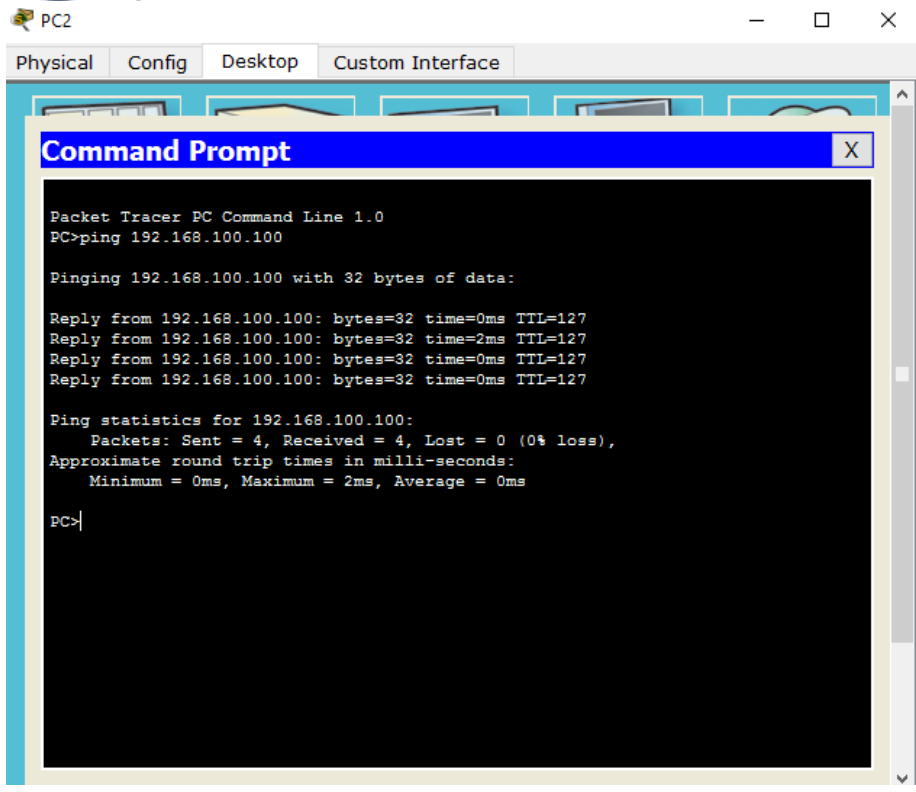 PC2
Physical Config Desktop Custom Interface
Command Prompt
X
Packet Tracer PC Command Line 1.0
PC>ping 192.168.100.100
Pinging 192.168.100.100 with 32 bytes of data:
Reply from 192.168.100.100: bytes=32 time=0ms TTL=127
Reply from 192.168.100.100: bytes=32 time=2ms TTL=127
Reply from 192.168.100.100: bytes=32 time=0ms TTL=127
Reply from 192.168.100.100: bytes=32 time=0ms TTL=127
Ping statistics for 192.168.100.100:
Packets: Sent = 4, Received = 4, Lost = 0 (0% loss),
Approximate round trip times in milli-seconds:
Minimum = 0ms, Maximum = 2ms, Average = 0ms
PC>